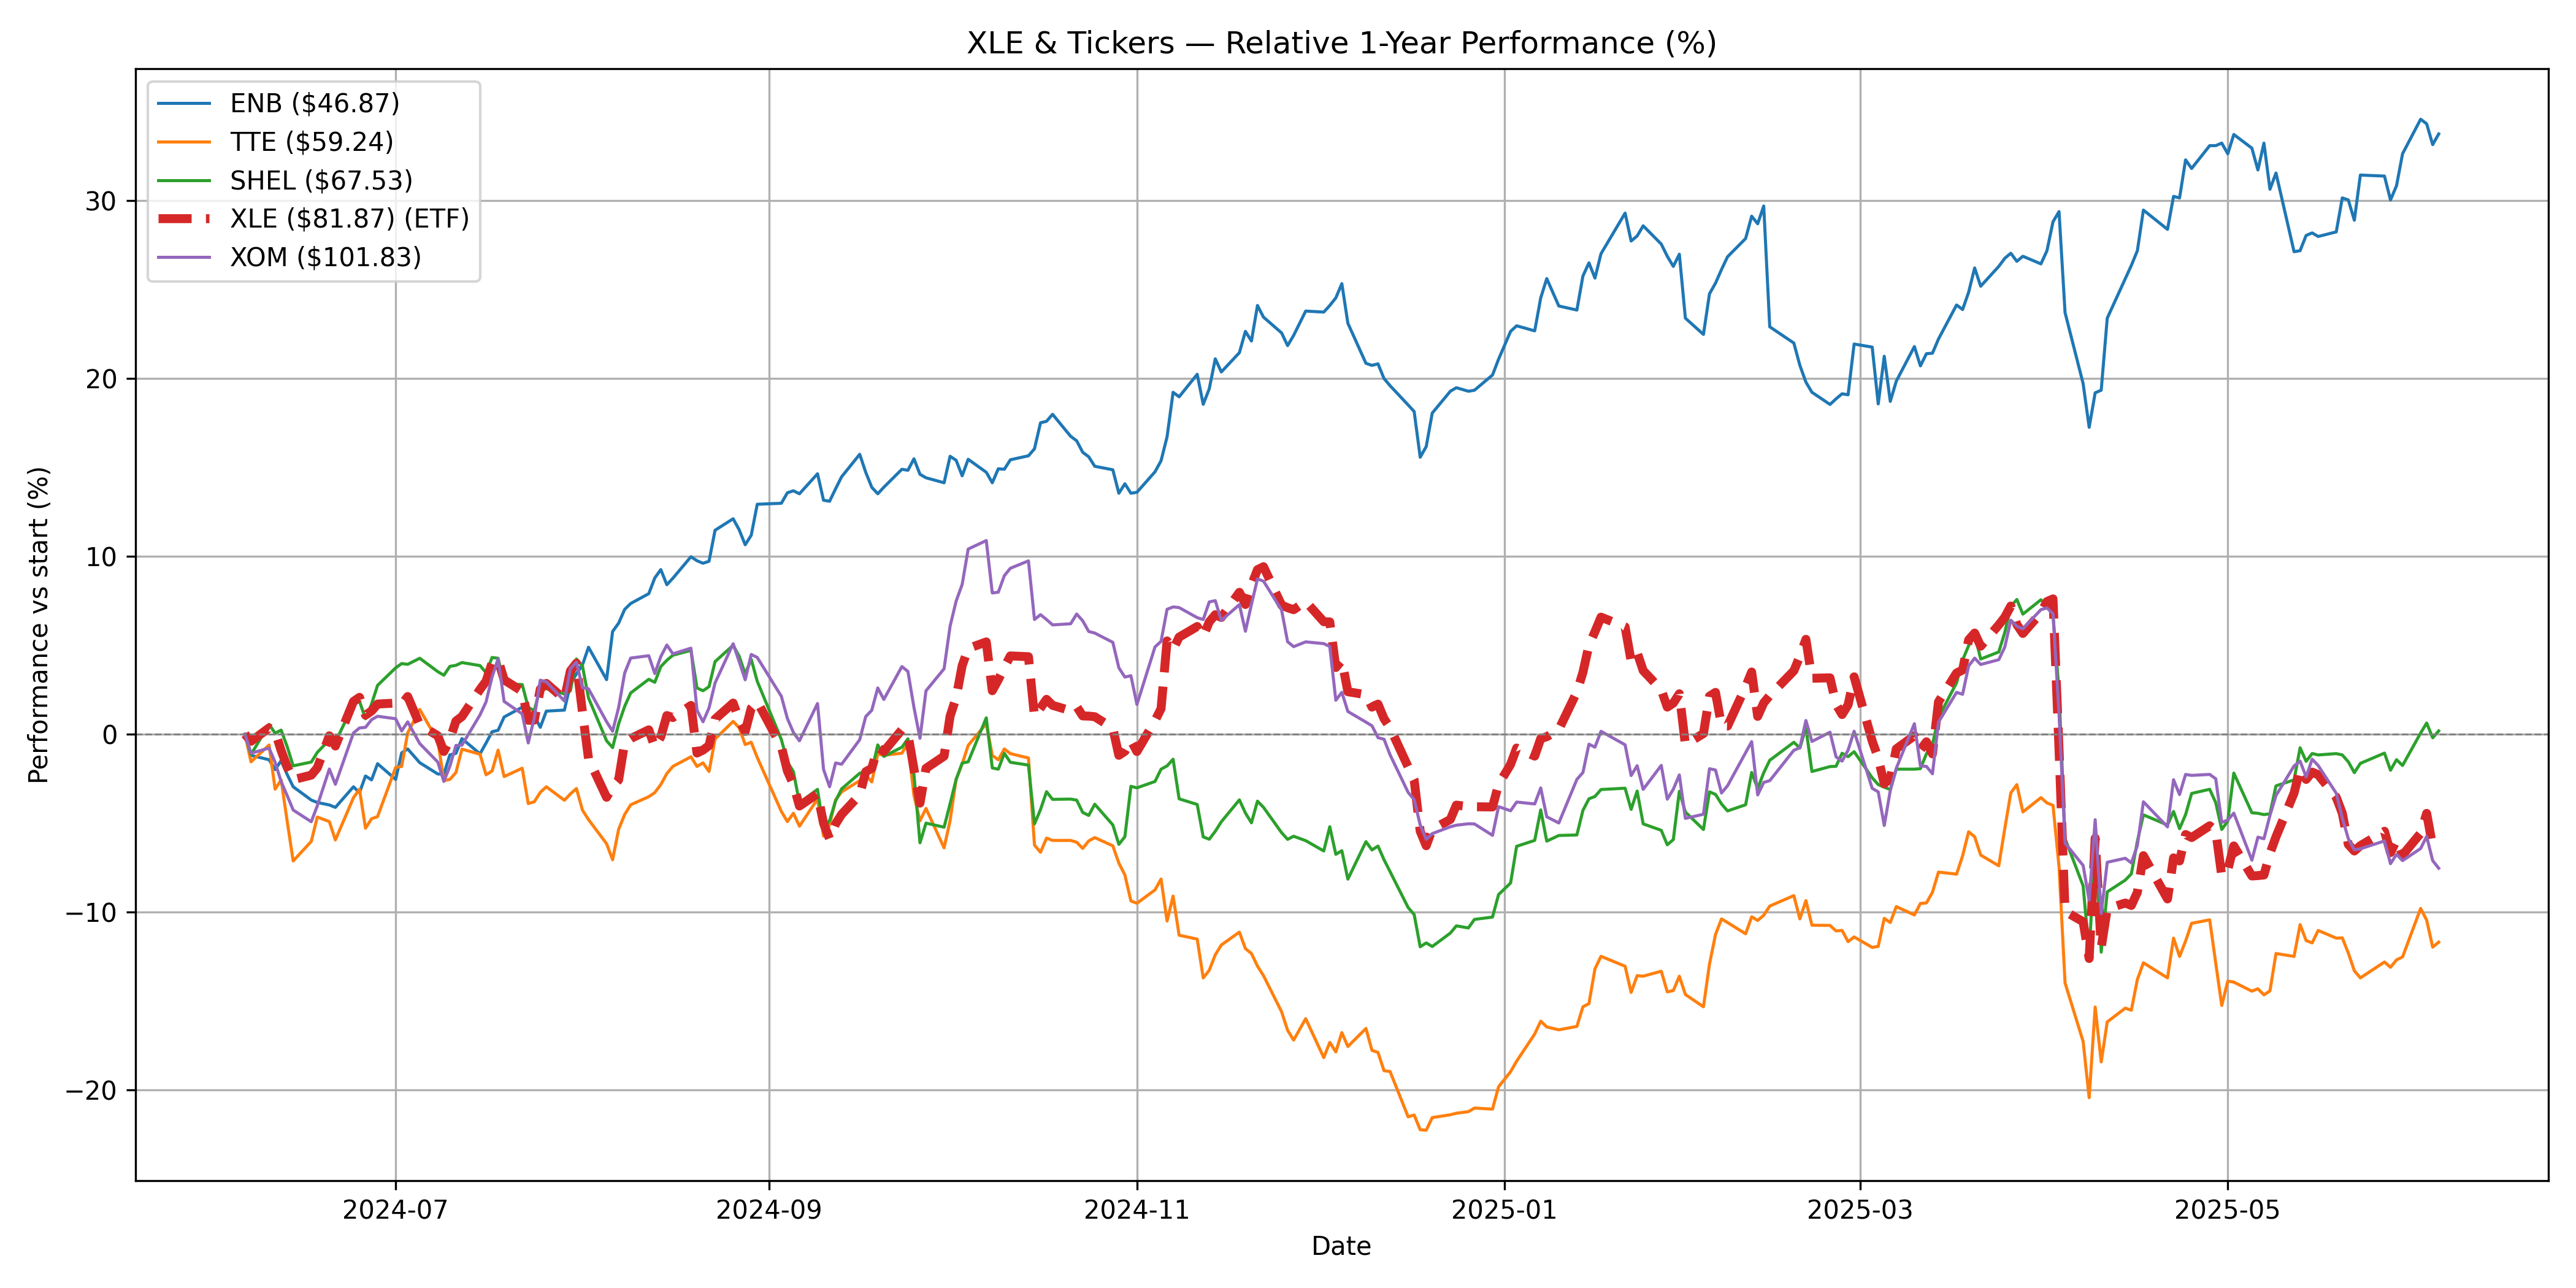 XLE & Tickers — Relative 1-Year Performance (%)
ENB ($46.87)
TTE ($59.24)
SHEL ($67.53)
XLE ($81.87) (ETF)
XOM ($101.83)
Performance vs start (%)
30
20
10
0
−10
−20
2024-07
2024-09
2024-11
2025-01
2025-03
2025-05
Date